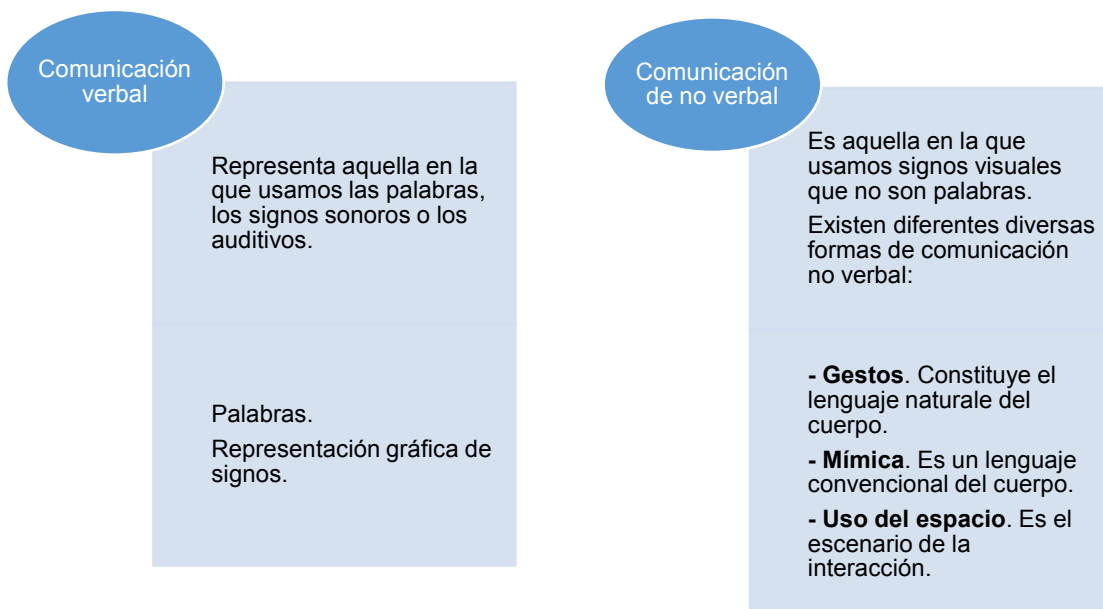 Comunicación
verbal
Representa aquella en la
que usamos las palabras,
los signos sonoros o los
auditivos.
Palabras.
Representación gráfica de
signos.
Comunicación
de no verbal
Es aquella en la que
usamos signos visuales
que no son palabras.
Existen diferentes diversas
formas de comunicación
no verbal:
- Gestos. Constituye el
lenguaje naturale del
cuerpo.
- Mímica. Es un lenguaje
convencional del cuerpo.
- Uso del espacio. Es el
escenario de la
interacción.